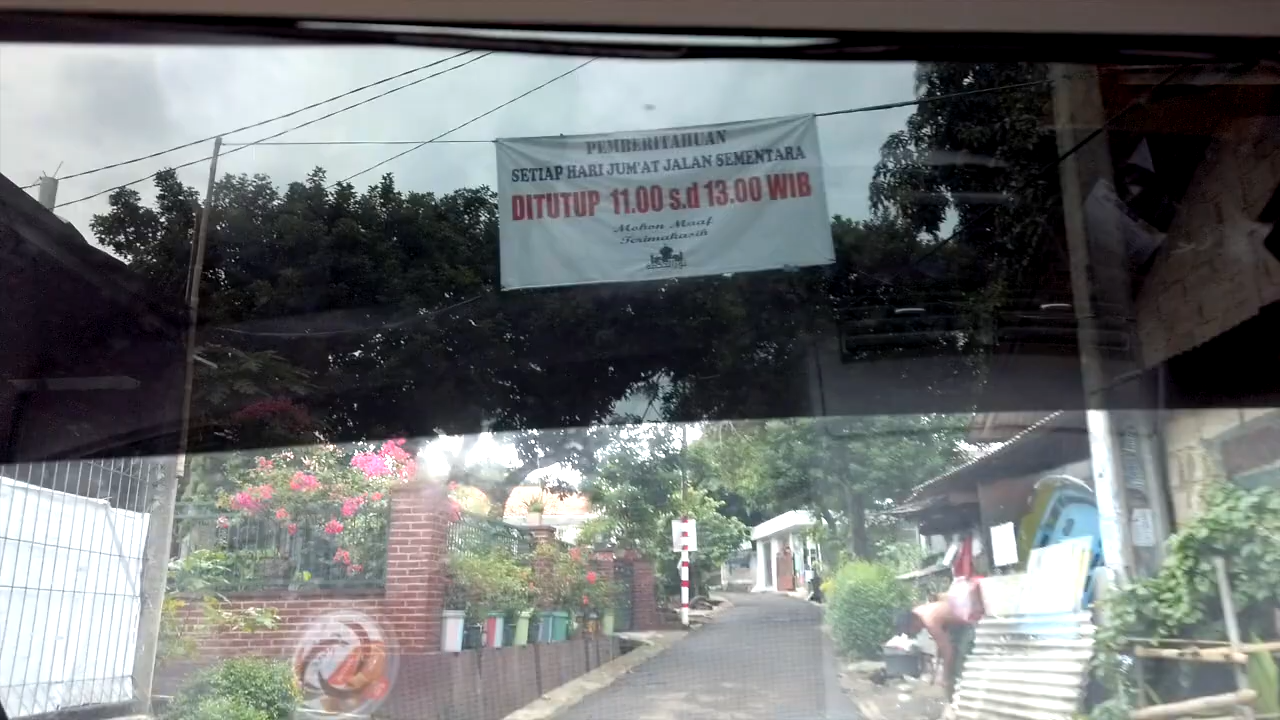 PEMBERITAHUAN
SETIAP HARI JUM'AT JALAN SEMENTARA
DITUTUP 11.00 s.d 13.00 WIB
Mohon Maaf
Terimakasih